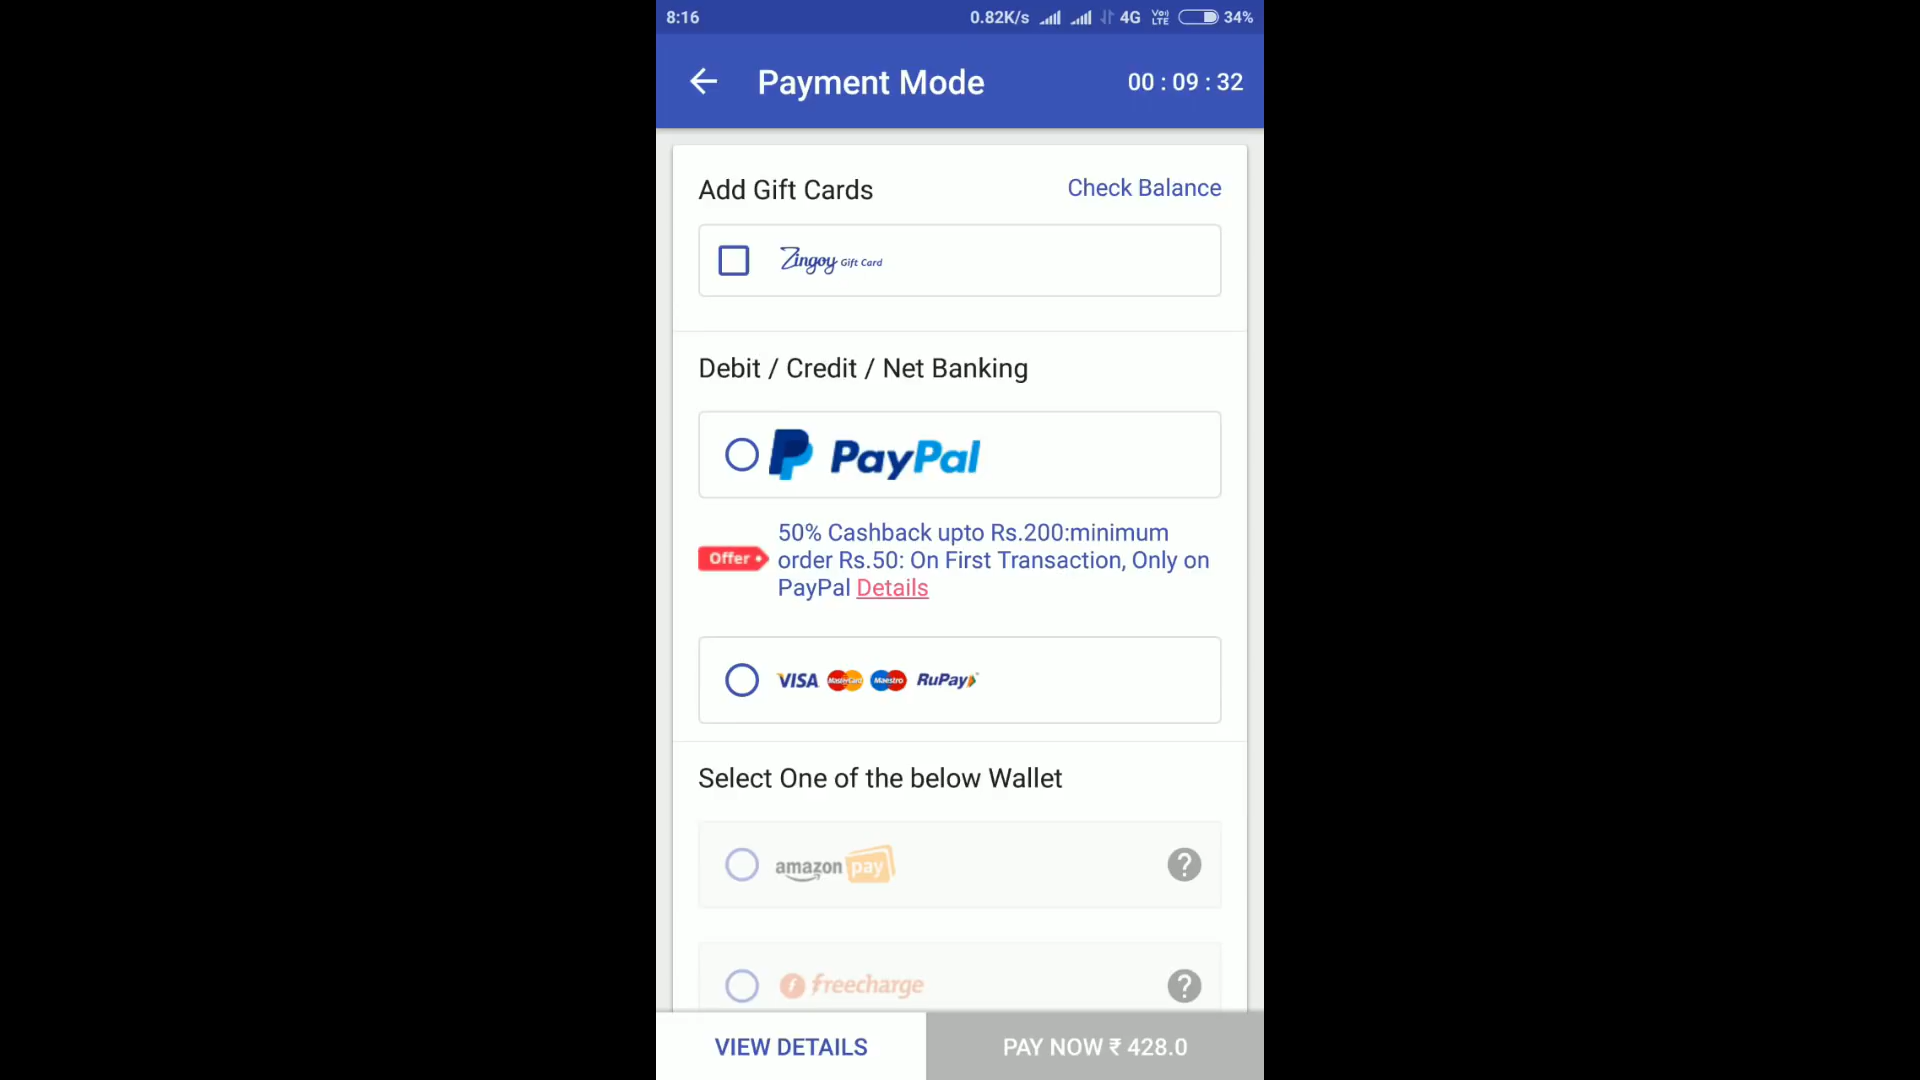 8:16 0.82K/s 4G VoLTE 34%
Payment Mode 00 : 09 : 32
Add Gift Cards Check Balance
Zingoy Gift Card
Debit / Credit / Net Banking
PayPal
50% Cashback upto Rs.200:minimum
Offer order Rs.50: On First Transaction, Only on
PayPal Details
VISA MasterCard Maestro RuPay
Select One of the below Wallet
amazon pay ?
f freecharge ?
VIEW DETAILS PAY NOW ₹ 428.0